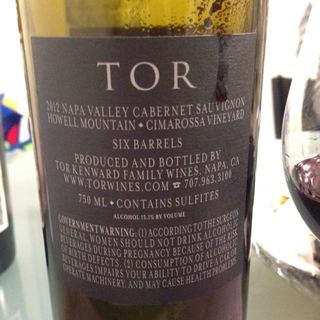 TOR
2012 NAPA VALLEY CABERNET SAUVIGNON
HOWELL MOUNTAIN • CIMAROSSA VINEYARD
SIX BARRELS
PRODUCED AND BOTTLED BY
TOR KENWARD FAMILY WINES, NAPA, CA
WWW.TORWINES.COM ☎ 707.963.3100
750 ML • CONTAINS SULFITES
ALCOHOL 15.1% BY VOLUME
GOVERNMENT WARNING: (1) ACCORDING TO THE SURGEON
GENERAL, WOMEN SHOULD NOT DRINK ALCOHOLIC
BEVERAGES DURING PREGNANCY BECAUSE OF THE RISK
OF BIRTH DEFECTS. (2) CONSUMPTION OF ALCOHOLIC
BEVERAGES IMPAIRS YOUR ABILITY TO DRIVE A CAR OR
OPERATE MACHINERY, AND MAY CAUSE HEALTH PROBLEMS.